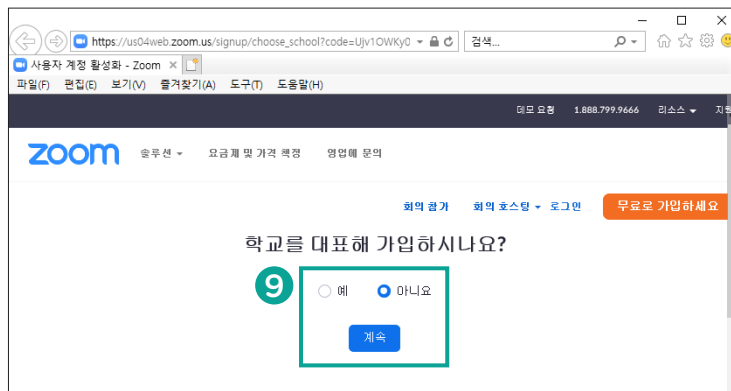 https://us04web.zoom.us/signup/choose_school?code=Ujv1OWKy0 검색...
사용자 계정 활성화 - Zoom
파일(F) 편집(E) 보기(V) 즐겨찾기(A) 도구(T) 도움말(H)
데모 요청 1.888.799.9666 리소스 지원
zoom 솔루션 요금제 및 가격 책정 영업에 문의
회의 참가 회의 호스팅 로그인 무료로 가입하세요
학교를 대표해 가입하시나요?
9 예 아니요
계속